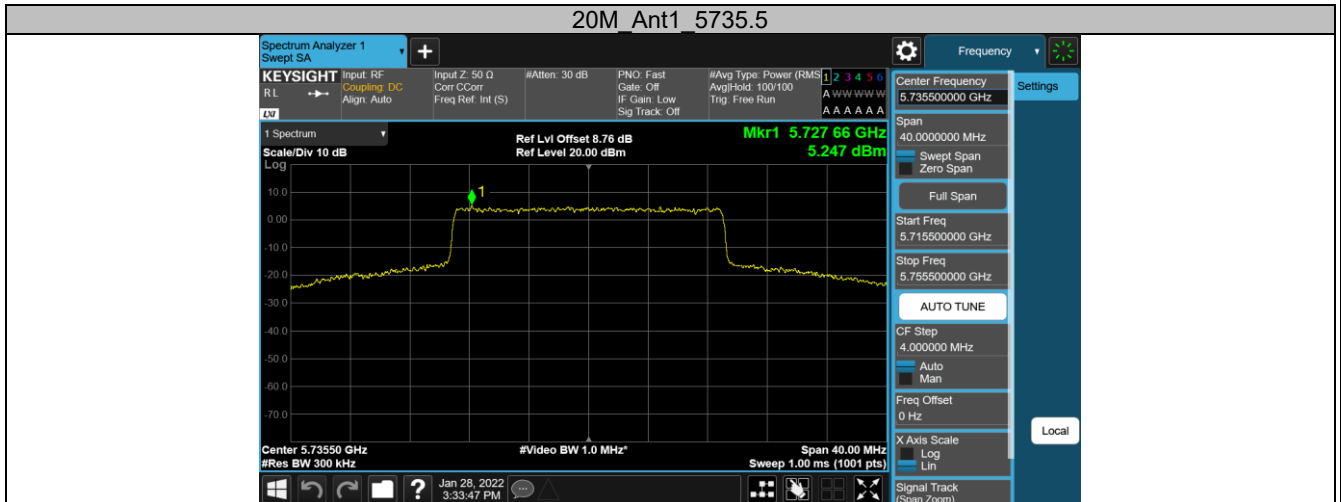 20M_Ant1_5735.5
Spectrum Analyzer 1
Swept SA
Frequency
KEYSIGHT
RL
LXI
Input: RF
Coupling: DC
Align: Auto
Input Z: 50 Ω
Corr CCorr
Freq Ref: Int (S)
#Atten: 30 dB
PNO: Fast
Gate: Off
IF Gain: Low
Sig Track: Off
#Avg Type: Power (RMS
Avg|Hold: 100/100
Trig: Free Run
1 2 3 4 5 6
A W W W W W
A A A A A A
1 Spectrum
Scale/Div 10 dB
Ref Lvl Offset 8.76 dB
Ref Level 20.00 dBm
Mkr1 5.727 66 GHz
5.247 dBm
Log
10.0
0.00
-10.0
-20.0
-30.0
-40.0
-50.0
-60.0
-70.0
1
Center 5.73550 GHz
#Res BW 300 kHz
#Video BW 1.0 MHz*
Span 40.00 MHz
Sweep 1.00 ms (1001 pts)
Jan 28, 2022
3:33:47 PM
Center Frequency
5.735500000 GHz
Settings
Span
40.0000000 MHz
Swept Span
Zero Span
Full Span
Start Freq
5.715500000 GHz
Stop Freq
5.755500000 GHz
AUTO TUNE
CF Step
4.000000 MHz
Auto
Man
Freq Offset
0 Hz
X Axis Scale
Log
Lin
Local
Signal Track
(Span Zoom)